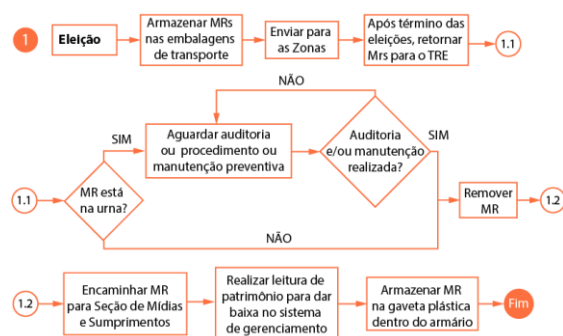 1
Eleição
Armazenar MRs
nas embalagens
de transporte
Enviar para
as Zonas
Após término das
eleições, retornar
Mrs para o TRE
1.1
NÃO
SIM
Aguardar auditoria
ou procedimento ou
manutenção preventiva
Auditoria
e/ou manutenção
realizada?
SIM
1.1
MR está
na urna?
Remover
MR
1.2
NÃO
1.2
Encaminhar MR
para Seção de Mídias
e Sumprimentos
Realizar leitura de
patrimônio para dar
baixa no sistema
de gerenciamento
Armazenar MR
na gaveta plástica
dentro do armário
Fim